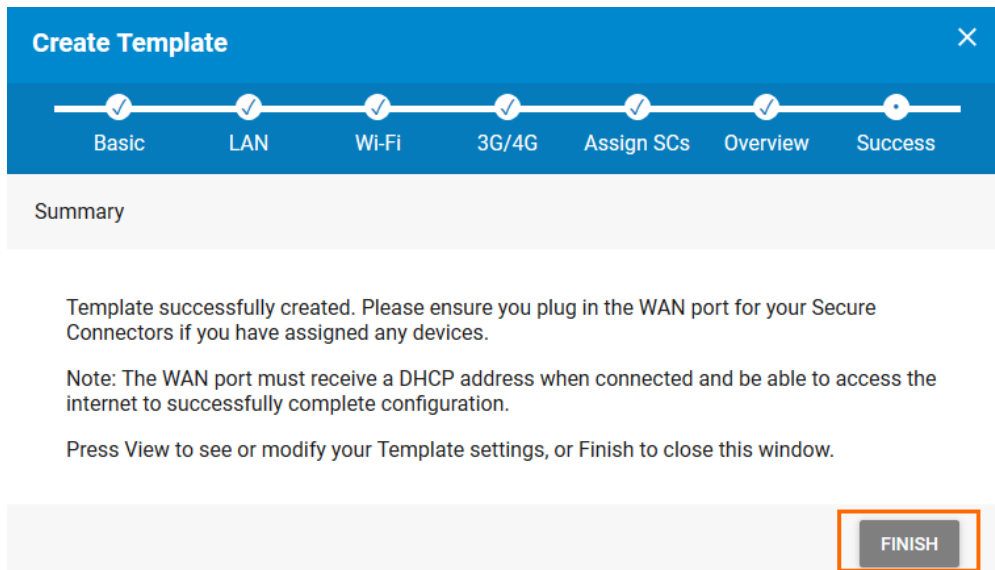 Create Template
Basic LAN Wi-Fi 3G/4G Assign SCs Overview Success
Summary
Template successfully created. Please ensure you plug in the WAN port for your Secure
Connectors if you have assigned any devices.
Note: The WAN port must receive a DHCP address when connected and be able to access the
internet to successfully complete configuration.
Press View to see or modify your Template settings, or Finish to close this window.
FINISH